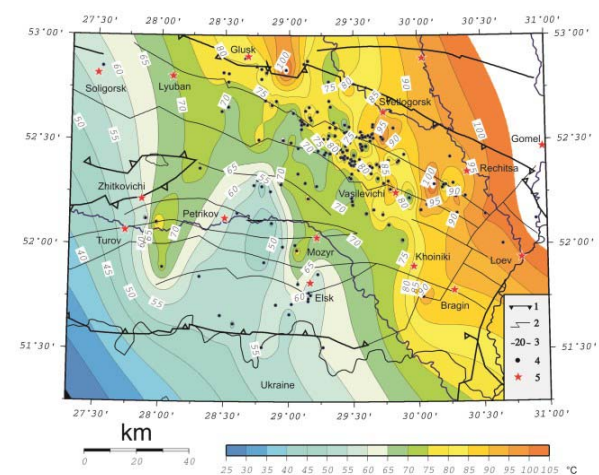 27°30' 28°00' 28°30' 29°00' 29°30' 30°00' 30°30' 31°00'
53°00' 53°00'
Glusk
Soligorsk
Lyuban
Svetlogorsk
52°30' 52°30'
Gomel
Rechitsa
Zhitkovichi
Vasilevichi
Petrikov
Turov
52°00' 52°00'
Mozyr
Khoiniki
Loev
Elsk
Bragin
51°30' 51°30'
Ukraine
1
2
-20- 3
4
5
27°30' 28°00' 28°30' 29°00' 29°30' 30°00' 30°30' 31°00'
km
0 20 40
25 30 35 40 45 50 55 60 65 70 75 80 85 90 95 100 105 °C